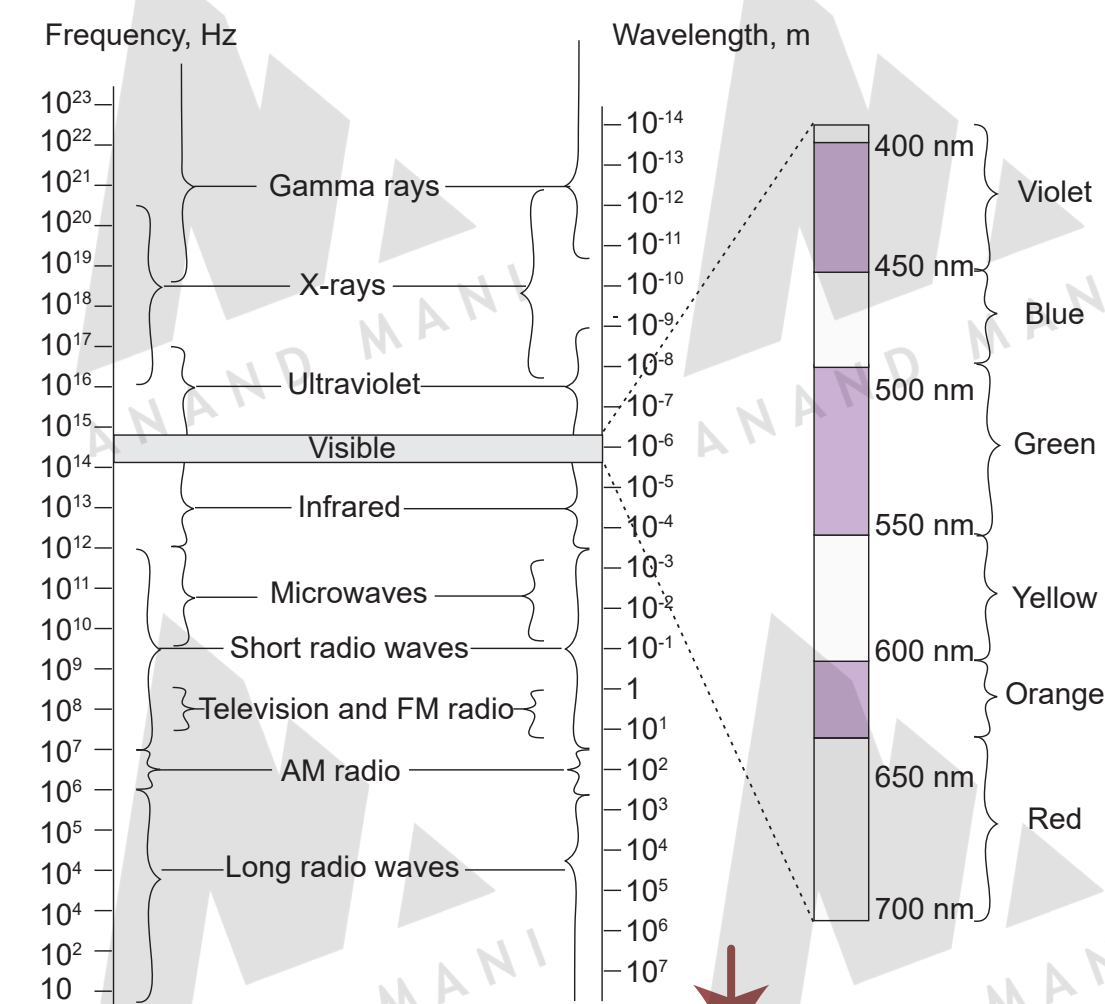 Frequency, Hz
Wavelength, m
10²³
10²²
10²¹
10²⁰
10¹⁹
10¹⁸
10¹⁷
10¹⁶
10¹⁵
10¹⁴
10¹³
10¹²
10¹¹
10¹⁰
10⁹
10⁸
10⁷
10⁶
10⁵
10⁴
10⁴
10²
10
Gamma rays
X-rays
Ultraviolet
Visible
Infrared
Microwaves
Short radio waves
Television and FM radio
AM radio
Long radio waves
10⁻¹⁴
10⁻¹³
10⁻¹²
10⁻¹¹
10⁻¹⁰
10⁻⁹
10⁻⁸
10⁻⁷
10⁻⁶
10⁻⁵
10⁻⁴
10⁻³
10⁻²
10⁻¹
1
10¹
10²
10³
10⁴
10⁵
10⁶
10⁷
400 nm
450 nm
500 nm
550 nm
600 nm
650 nm
700 nm
Violet
Blue
Green
Yellow
Orange
Red
ANAND MANI
ANAND MAN
MANI
MAN